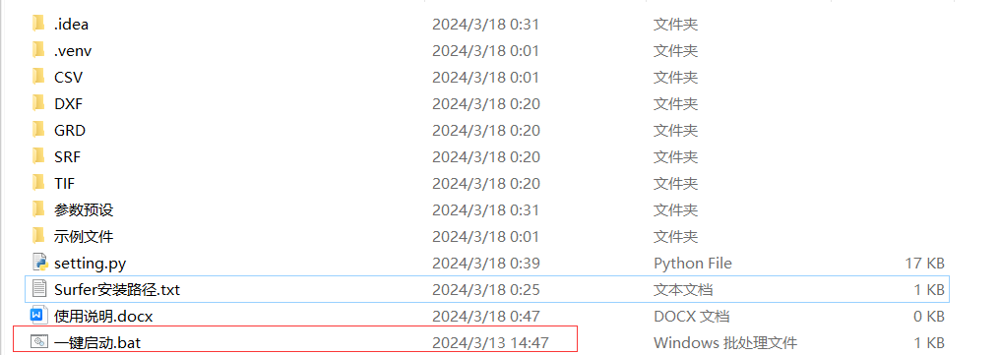 .idea 2024/3/18 0:31 文件夹
.venv 2024/3/18 0:01 文件夹
CSV 2024/3/18 0:01 文件夹
DXF 2024/3/18 0:20 文件夹
GRD 2024/3/18 0:20 文件夹
SRF 2024/3/18 0:20 文件夹
TIF 2024/3/18 0:20 文件夹
参数预设 2024/3/18 0:31 文件夹
示例文件 2024/3/18 0:01 文件夹
setting.py 2024/3/18 0:39 Python File 17 KB
Surfer安装路径.txt 2024/3/18 0:25 文本文档 1 KB
使用说明.docx 2024/3/18 0:47 DOCX 文档 0 KB
一键启动.bat 2024/3/13 14:47 Windows 批处理文件 1 KB